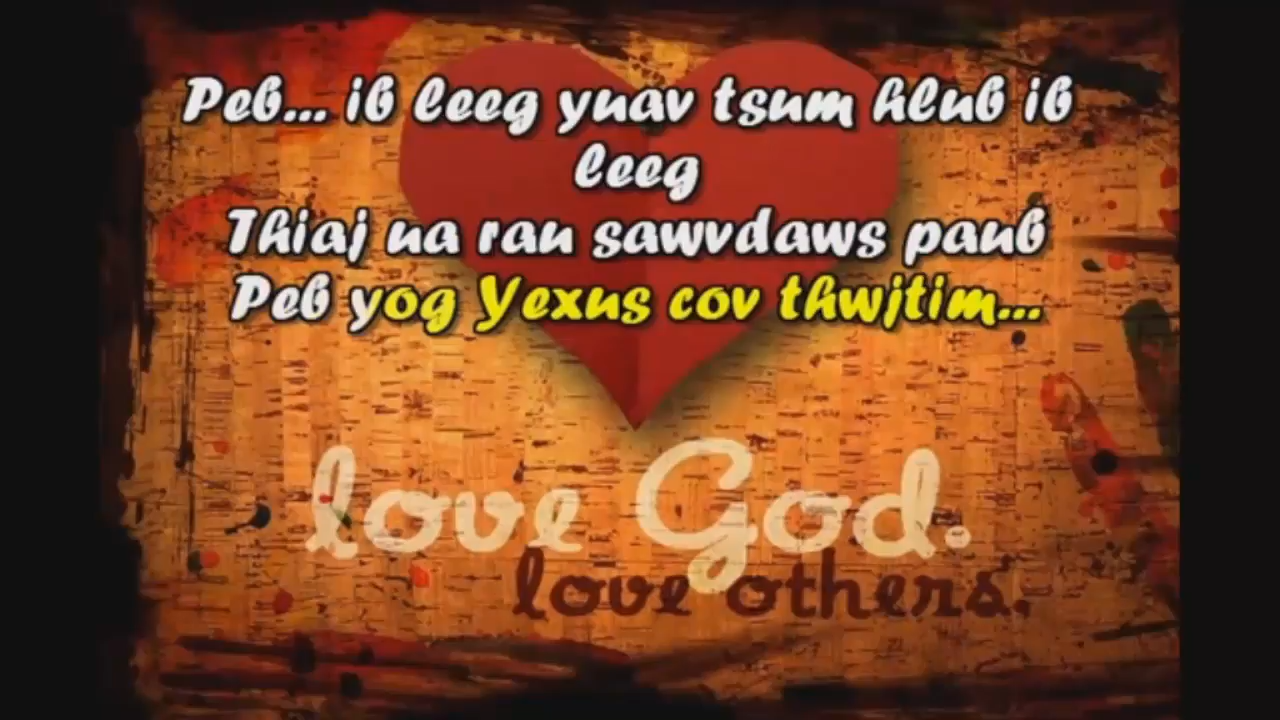 Peb... ib leeg yuav tsum hlub ib
leeg
Thiaj ua rau sawvdaws paub
Peb yog Yexus cov thwjtim...
love God.
love others.